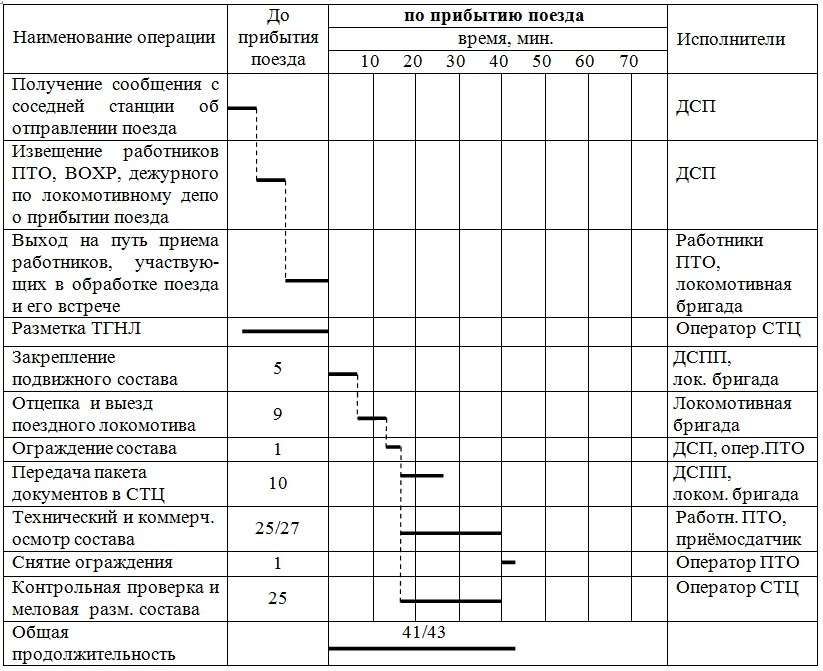 Наименование операции
До
прибытия
поезда
по прибытию поезда
время, мин.
10 20 30 40 50 60 70
Исполнители
Получение сообщения с
соседней станции об
отправлении поезда
ДСП
Извещение работников
ПТО, ВОХР, дежурного
по локомотивному депо
о прибытии поезда
ДСП
Выход на путь приема
работников, участвую-
щих в обработке поезда
и его встрече
Работники
ПТО,
локомотивная
бригада
Разметка ТГНЛ
Оператор СТЦ
Закрепление
подвижного состава
5
ДСПП,
лок. бригада
Отцепка и выезд
поездного локомотива
9
Локомотивная
бригада
Ограждение состава
1
ДСП, опер.ПТО
Передача пакета
документов в СТЦ
10
ДСПП,
локом. бригада
Технический и коммерч.
осмотр состава
25/27
Работн. ПТО,
приёмосдатчик
Снятие ограждения
1
Оператор ПТО
Контрольная проверка и
меловая разм. состава
25
Оператор СТЦ
Общая
продолжительность
41/43